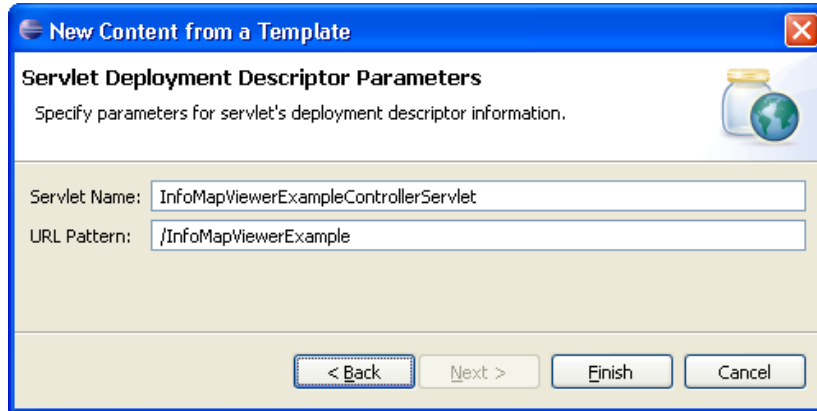 New Content from a Template
Servlet Deployment Descriptor Parameters
Specify parameters for servlet's deployment descriptor information.
Servlet Name: InfoMapViewerExampleControllerServlet
URL Pattern: /InfoMapViewerExample
< Back Next > Finish Cancel